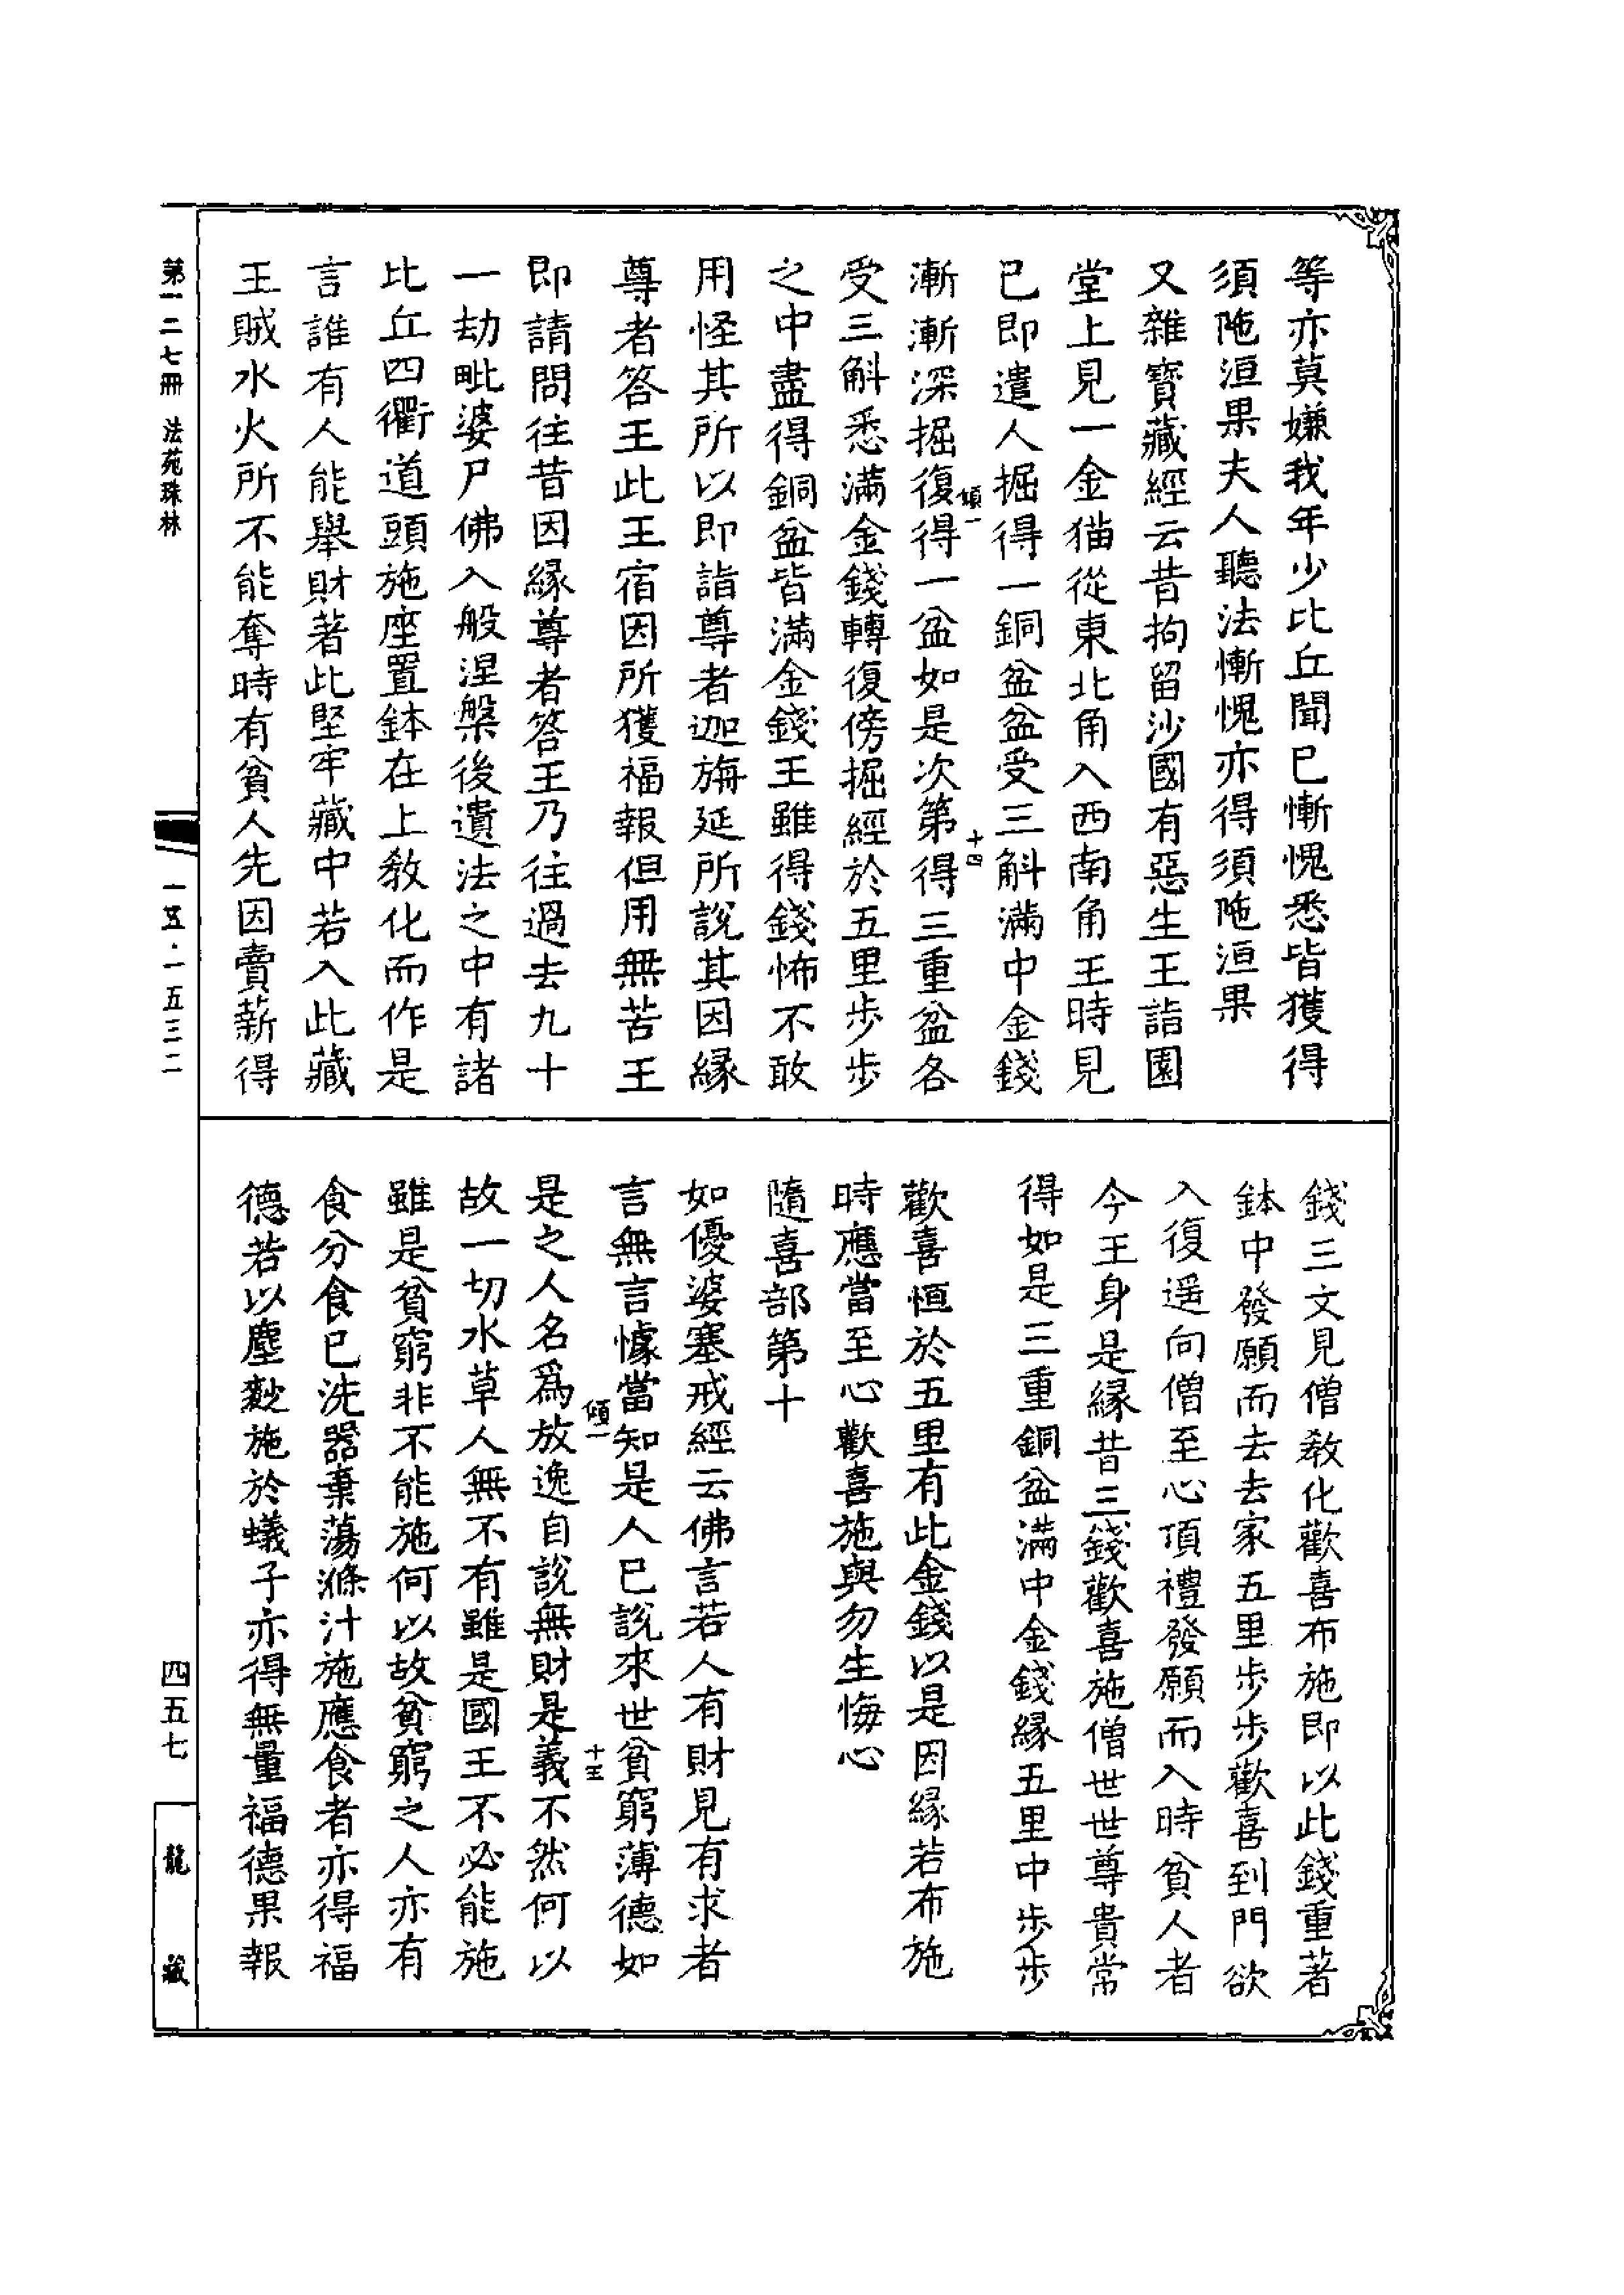 等亦莫嫌我年少比丘聞已慚愧悉皆獲得
須陁洹果夫人聽法慚愧亦得須陁洹果
又雜寶藏經云昔拘留沙國有惡生王詣園
堂上見一金猫從東北角入西南角王時見
已即遣人掘得一銅盆盆受三斛滿中金錢
漸漸深掘復得一盆如是次第得三重盆各
受三斛悉滿金錢轉復傍掘經於五里步步
之中盡得銅盆皆滿金錢王雖得錢怖不敢
用怪其所以即詣尊者迦旃延所說其因緣
尊者答王此王宿因所獲福報但用無苦王
即請問往昔因緣尊者答王乃往過去九十
一劫毗婆尸佛入般涅槃後遺法之中有諸
比丘四衢道頭施座置鉢在上教化而作是
言誰有人能舉財著此堅牢藏中若入此藏
王賊水火所不能奪時有貧人先因賣薪得
錢三文見僧教化歡喜布施即以此錢重著
鉢中發願而去去家五里步步歡喜到門欲
入復遥向僧至心頂禮發願而入時貧人者
今王身是緣昔三錢歡喜施僧世世尊貴常
得如是三重銅盆滿中金錢緣五里中步步
歡喜恒於五里有此金錢以是因緣若布施
時應當至心歡喜施與勿生悔心
隨喜部第十
如優婆塞戒經云佛言若人有財見有求者
言無言懅當知是人已說來世貧窮薄德如
是之人名爲放逸自說無財是義不然何以
故一切水草人無不有雖是國王不必能施
雖是貧窮非不能施何以故貧窮之人亦有
食分食已洗器棄蕩滌汁施應食者亦得福
德若以塵麨施於蟻子亦得無量福德果報
傾一
十四
傾一
十五
第一二七冊 法苑珠林
一一五·一五三二
四五七
龍藏